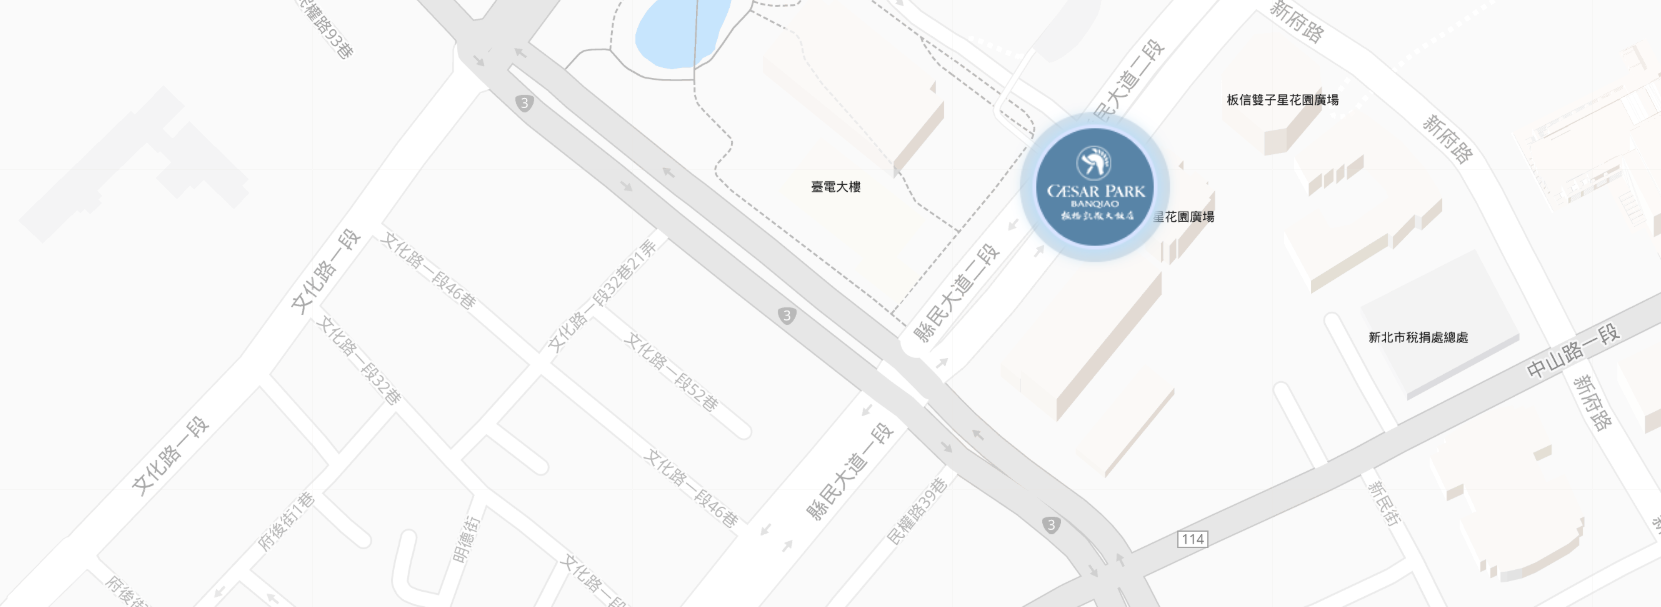 民權路93巷
新府路
縣民大道二段
板信雙子星花園廣場
新府路
3
臺電大樓
CÆSAR PARK
BANQIAO
板橋凱撒大飯店
星花園廣場
文化路一段
文化路一段46巷
文化路一段32巷21弄
縣民大道二段
3
文化路一段32巷
文化路一段52巷
新北市稅捐處總處
中山路一段
新府路
文化路一段
縣民大道一段
文化路一段46巷
民權路39巷
新民街
府後街1巷
明德街
3
114
文化路一段
府後街